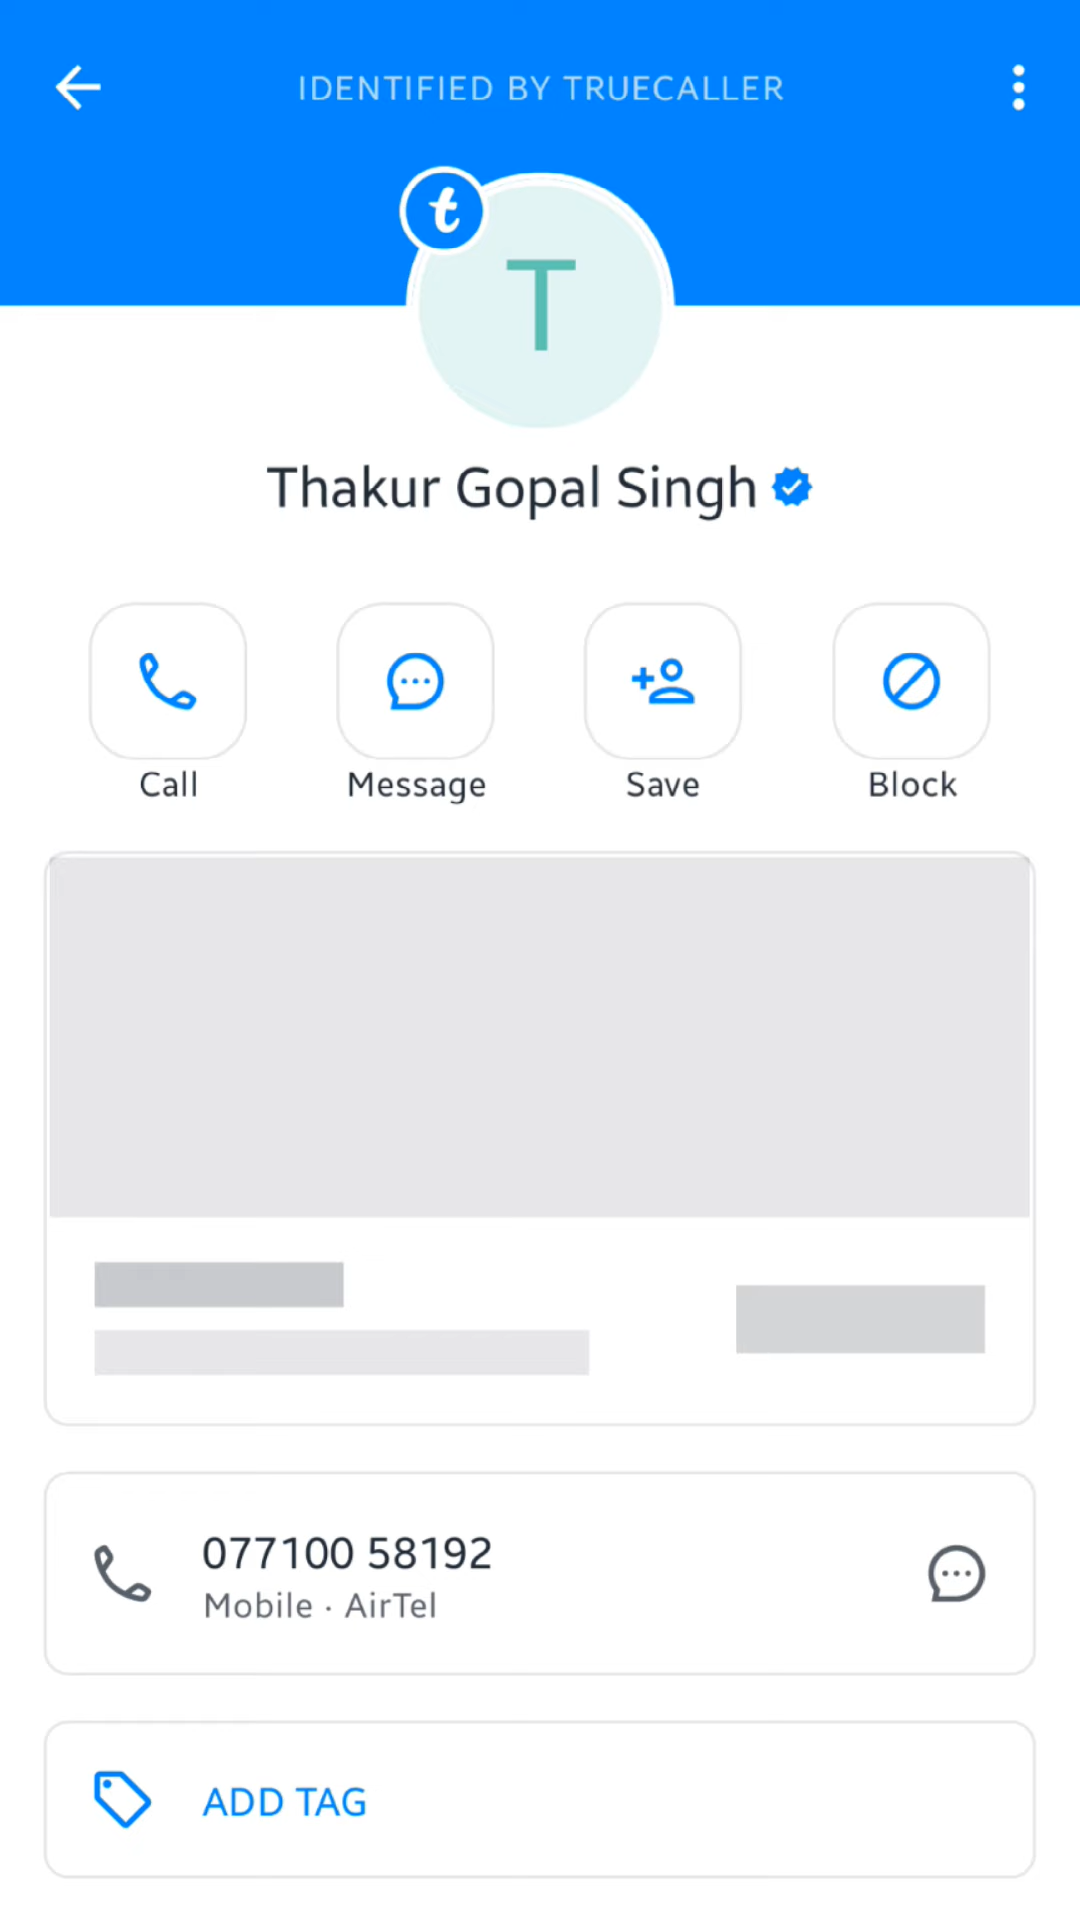 IDENTIFIED BY TRUECALLER
t
T
Thakur Gopal Singh
Call Message Save Block
077100 58192
Mobile · AirTel
ADD TAG